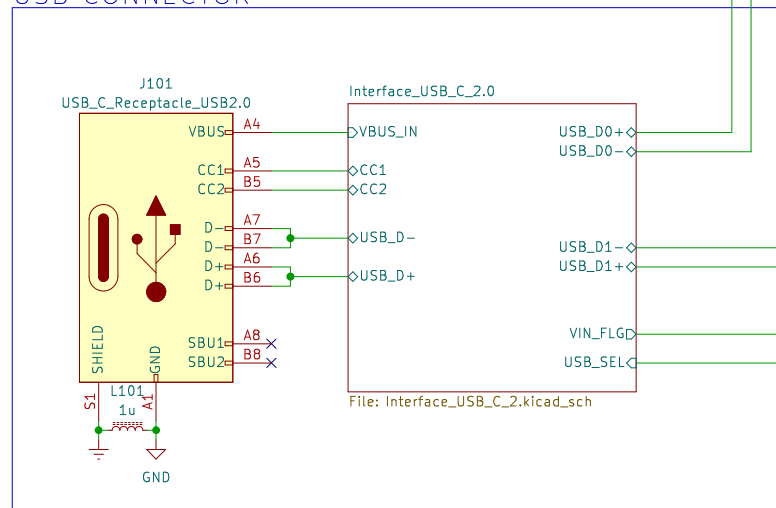 USB CONNECTOR
J101
USB_C_Receptacle_USB2.0
Interface_USB_C_2.0
VBUS A4 VBUS_IN USB_D0+
USB_D0-
CC1 A5 CC1
CC2 B5 CC2
D- A7
D- B7 USB_D- USB_D1-
D+ A6 USB_D1+
D+ B6 USB_D+
SBU1 A8 VIN_FLG
SBU2 B8 USB_SEL
SHIELD
GND
S1
L101
1u
A1
File: Interface_USB_C_2.kicad_sch
GND